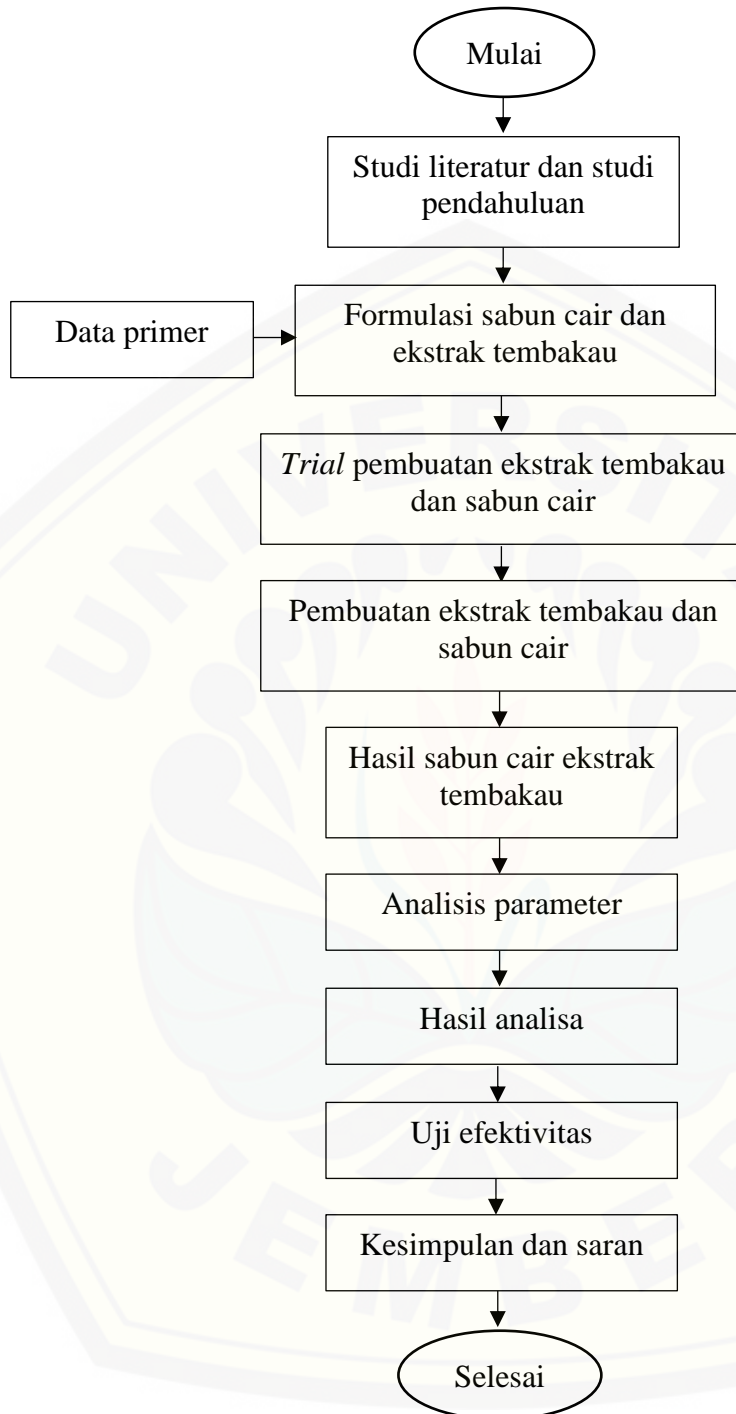 Mulai
Studi literatur dan studi
pendahuluan
Data primer
Formulasi sabun cair dan
ekstrak tembakau
Trial pembuatan ekstrak tembakau
dan sabun cair
Pembuatan ekstrak tembakau dan
sabun cair
Hasil sabun cair ekstrak
tembakau
Analisis parameter
Hasil analisa
Uji efektivitas
Kesimpulan dan saran
Selesai
UNIVERSITA
JEMBER